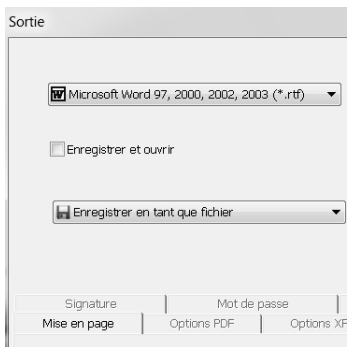 Sortie
Microsoft Word 97, 2000, 2002, 2003 (*.rtf)
Enregistrer et ouvrir
Enregistrer en tant que fichier
Signature Mot de passe
Mise en page Options PDF Options